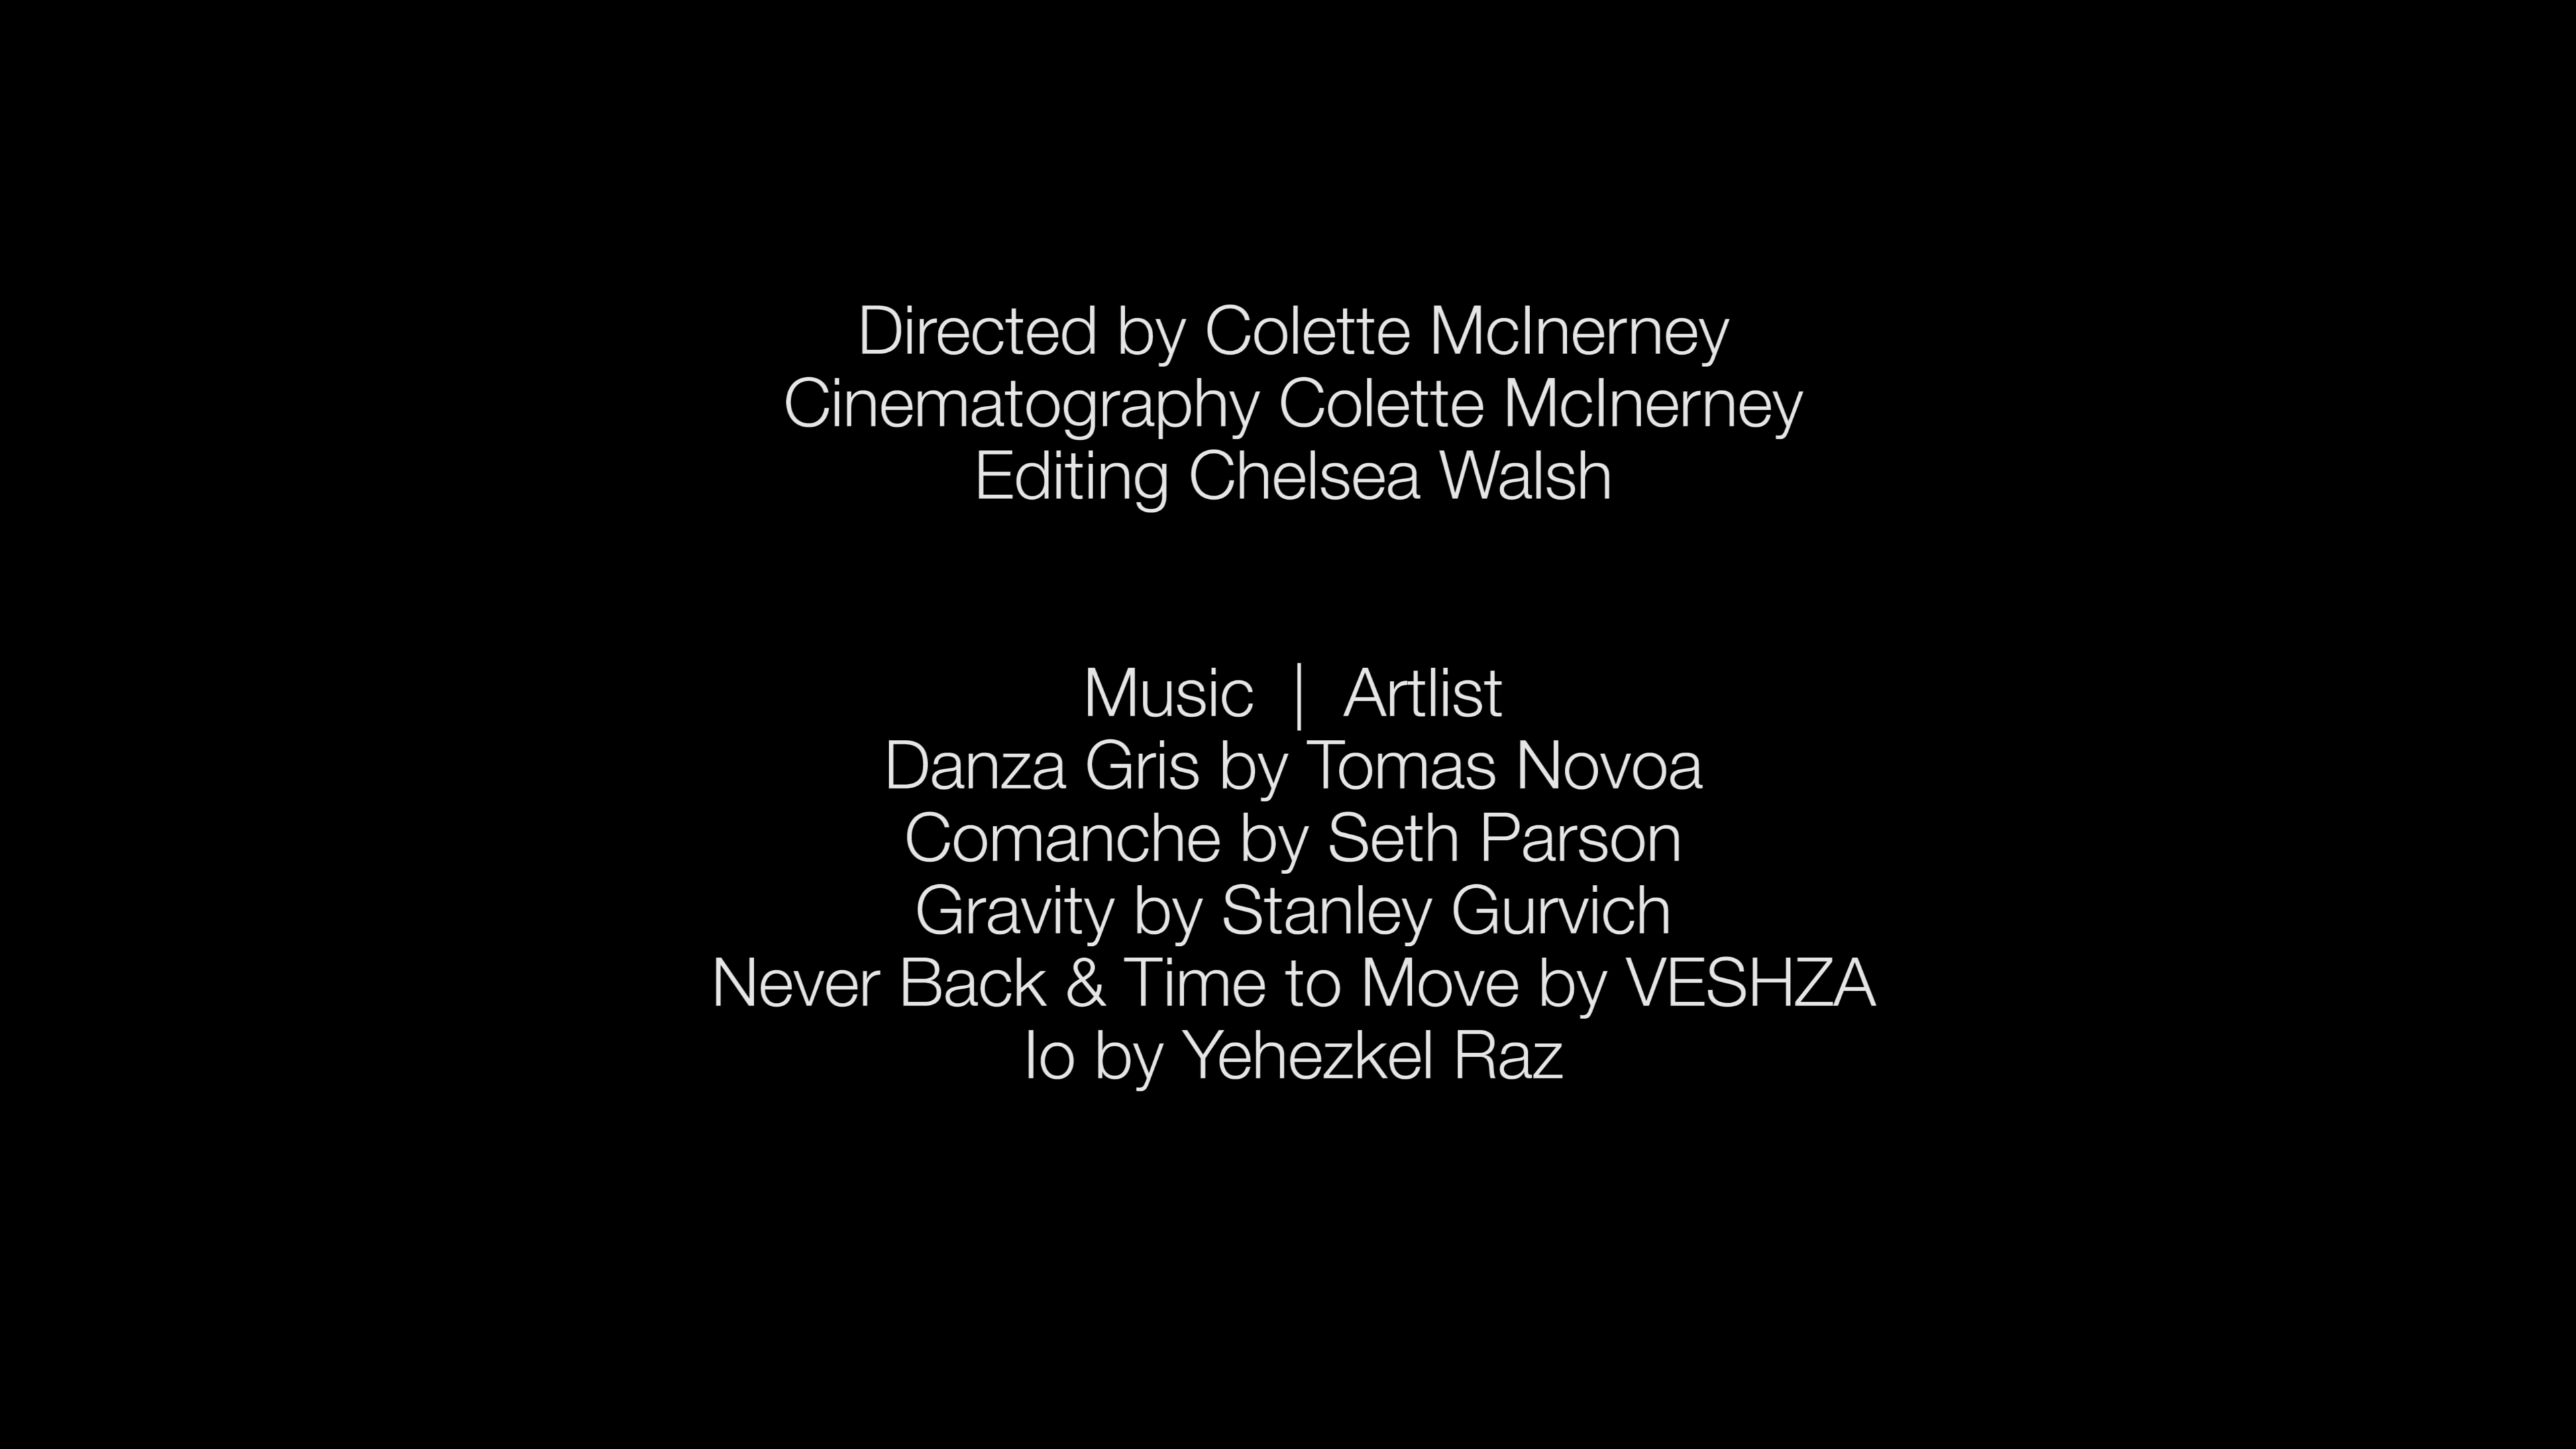 Directed by Colette McInerney
Cinematography Colette McInerney
Editing Chelsea Walsh
Music | Artlist
Danza Gris by Tomas Novoa
Comanche by Seth Parson
Gravity by Stanley Gurvich
Never Back & Time to Move by VESHZA
Io by Yehezkel Raz